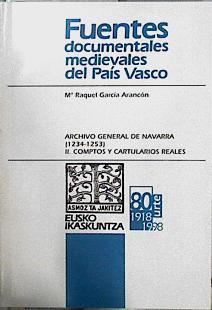 Fuentes
documentales
medievales
del País Vasco
Mª Raquel García Arancón
ARCHIVO GENERAL DE NAVARRA
(1234-1253)
II. COMPTOS Y CARTULARIOS REALES
ASMOZ TA JAKITEZ
EUSKO
IKASKUNTZA
80 urte
1918
1998